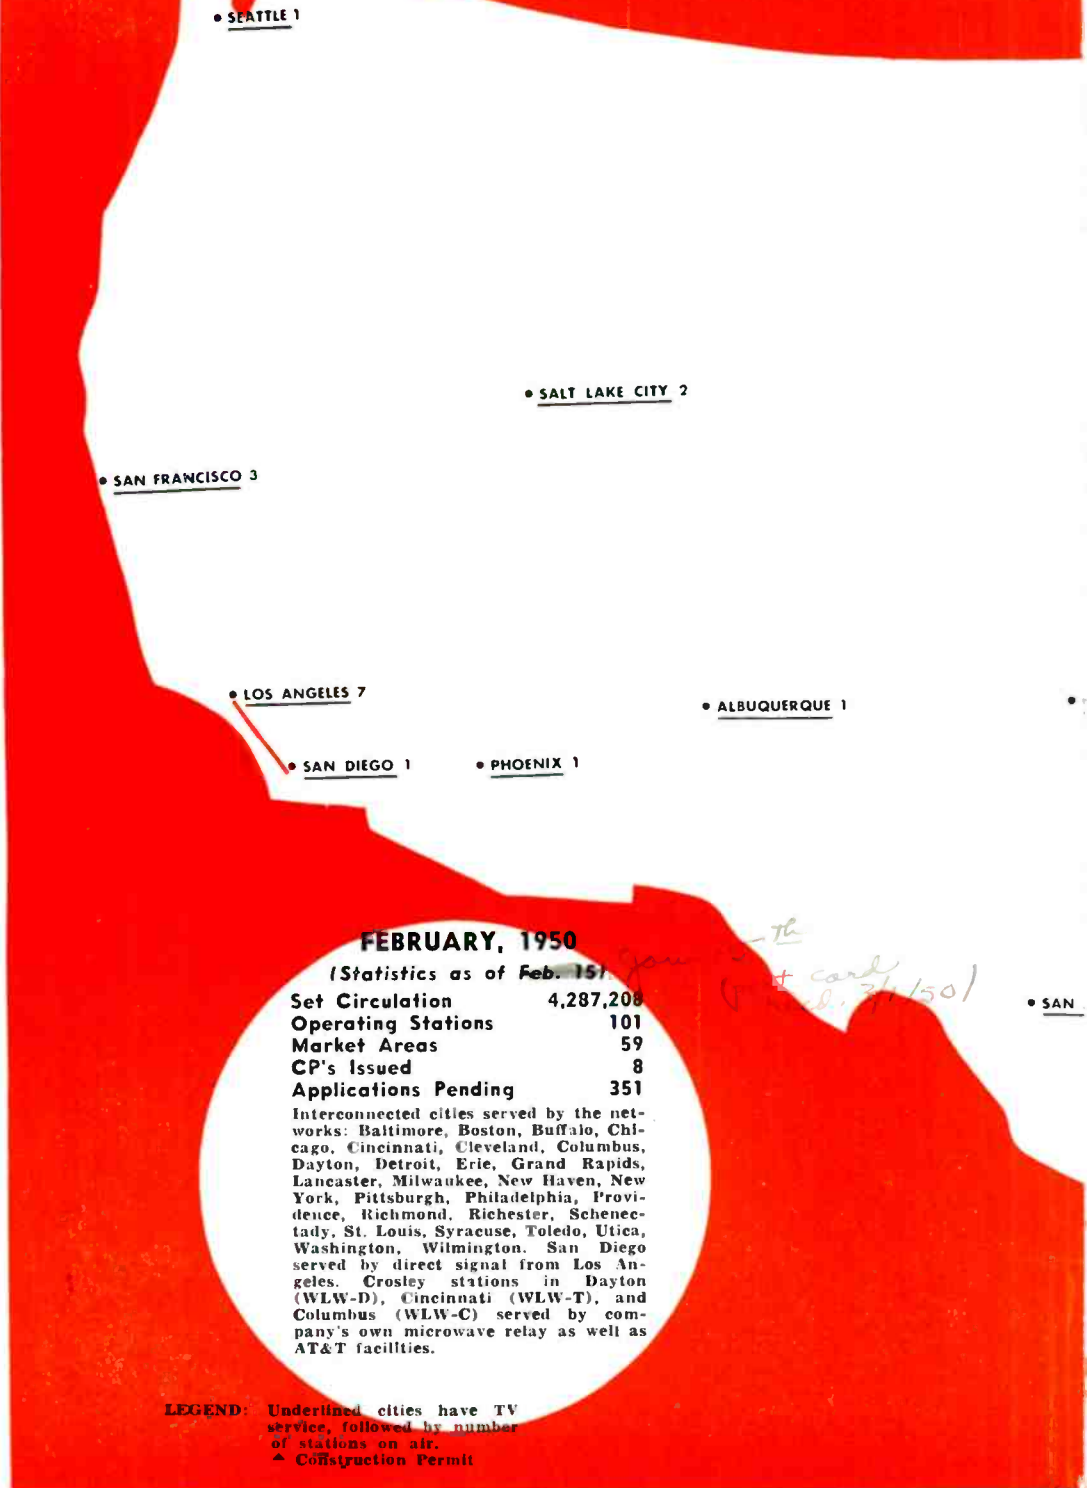 • SEATTLE 1
• SALT LAKE CITY 2
• SAN FRANCISCO 3
• LOS ANGELES 7
• ALBUQUERQUE 1
• SAN DIEGO 1
• PHOENIX 1
FEBRUARY, 1950
(Statistics as of Feb. 15)
th
card
3/1/50)
• SAN
Set Circulation 4,287,208
Operating Stations 101
Market Areas 59
CP's Issued 8
Applications Pending 351
Interconnected cities served by the net-
works: Baltimore, Boston, Buffalo, Chi-
cago, Cincinnati, Cleveland, Columbus,
Dayton, Detroit, Erie, Grand Rapids,
Lancaster, Milwaukee, New Haven, New
York, Pittsburgh, Philadelphia, Provi-
dence, Richmond, Richester, Schenec-
tady, St. Louis, Syracuse, Toledo, Utica,
Washington, Wilmington. San Diego
served by direct signal from Los An-
geles. Crosley stations in Dayton
(WLW-D), Cincinnati (WLW-T), and
Columbus (WLW-C) served by com-
pany's own microwave relay as well as
AT&T facilities.
LEGEND: Underlined cities have TV
service, followed by number
of stations on air.
▲ Construction Permit